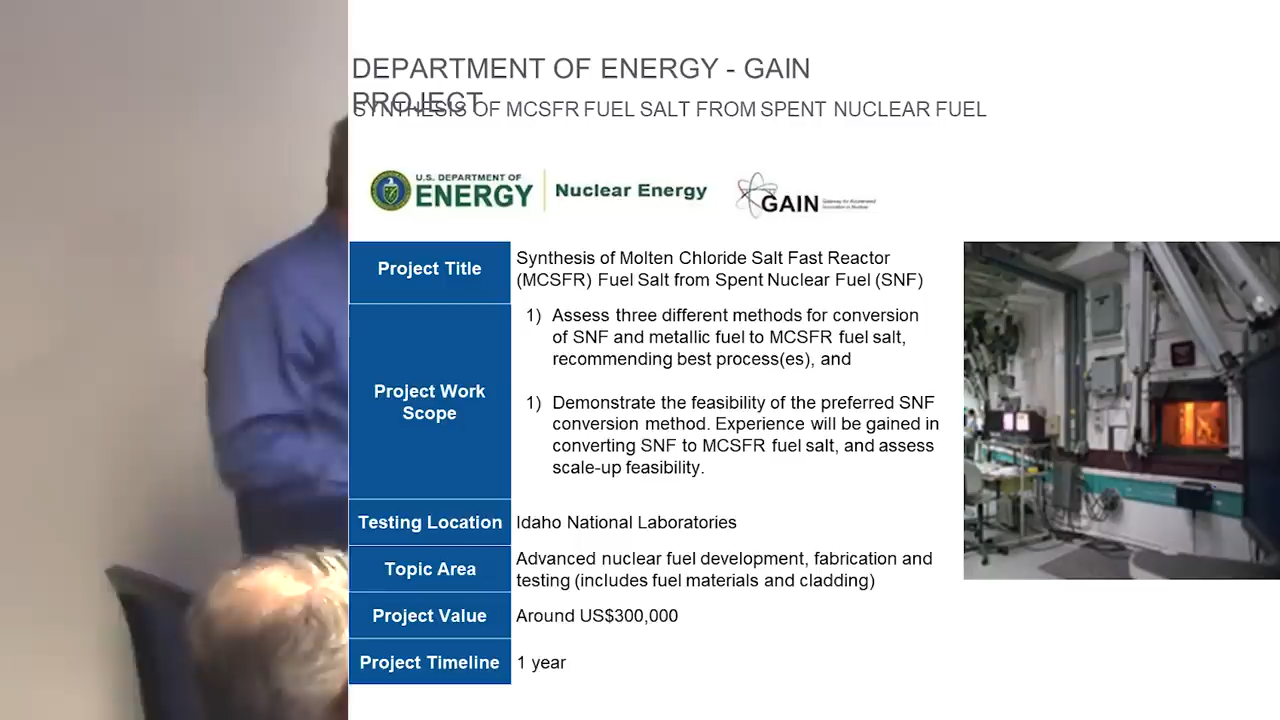 DEPARTMENT OF ENERGY - GAIN
PROJECT
SYNTHESIS OF MCSFR FUEL SALT FROM SPENT NUCLEAR FUEL
U.S. DEPARTMENT OF
ENERGY
Nuclear Energy
GAIN
Gateway for Accelerated
Innovation in Nuclear
Project Title
Synthesis of Molten Chloride Salt Fast Reactor
(MCSFR) Fuel Salt from Spent Nuclear Fuel (SNF)
Project Work
Scope
1) Assess three different methods for conversion
of SNF and metallic fuel to MCSFR fuel salt,
recommending best process(es), and
1) Demonstrate the feasibility of the preferred SNF
conversion method. Experience will be gained in
converting SNF to MCSFR fuel salt, and assess
scale-up feasibility.
Testing Location
Idaho National Laboratories
Topic Area
Advanced nuclear fuel development, fabrication and
testing (includes fuel materials and cladding)
Project Value
Around US$300,000
Project Timeline
1 year